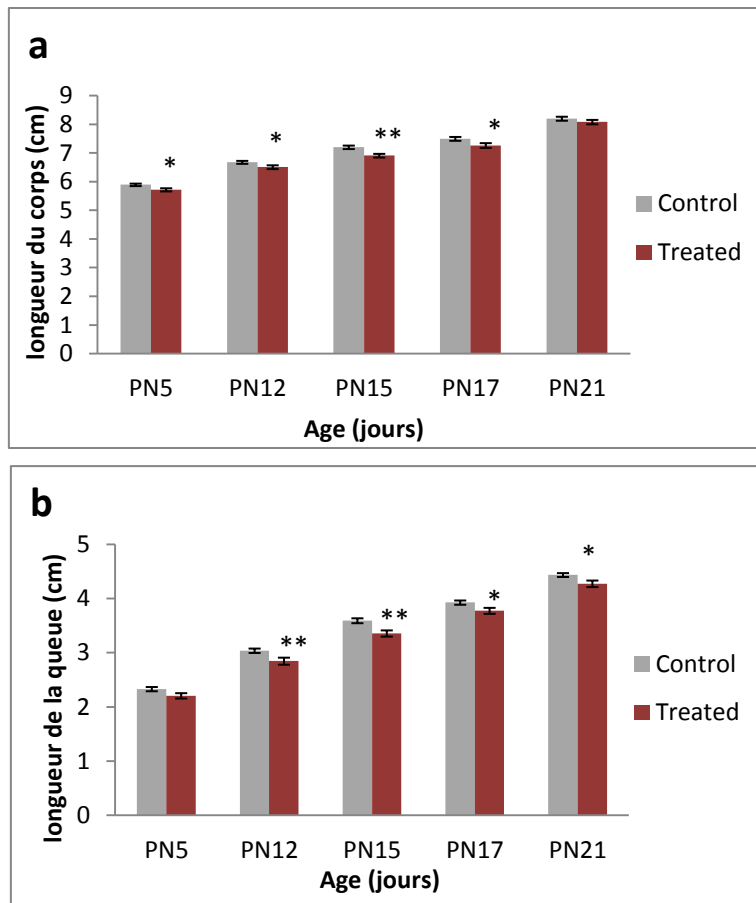 a
longueur du corps (cm)
9
8
7
6
5
4
3
2
1
0
* * ** *
PN5 PN12 PN15 PN17 PN21
Age (jours)
Control
Treated
b
longueur de la queue (cm)
5
4
3
2
1
0
** ** * *
PN5 PN12 PN15 PN17 PN21
Age (jours)
Control
Treated